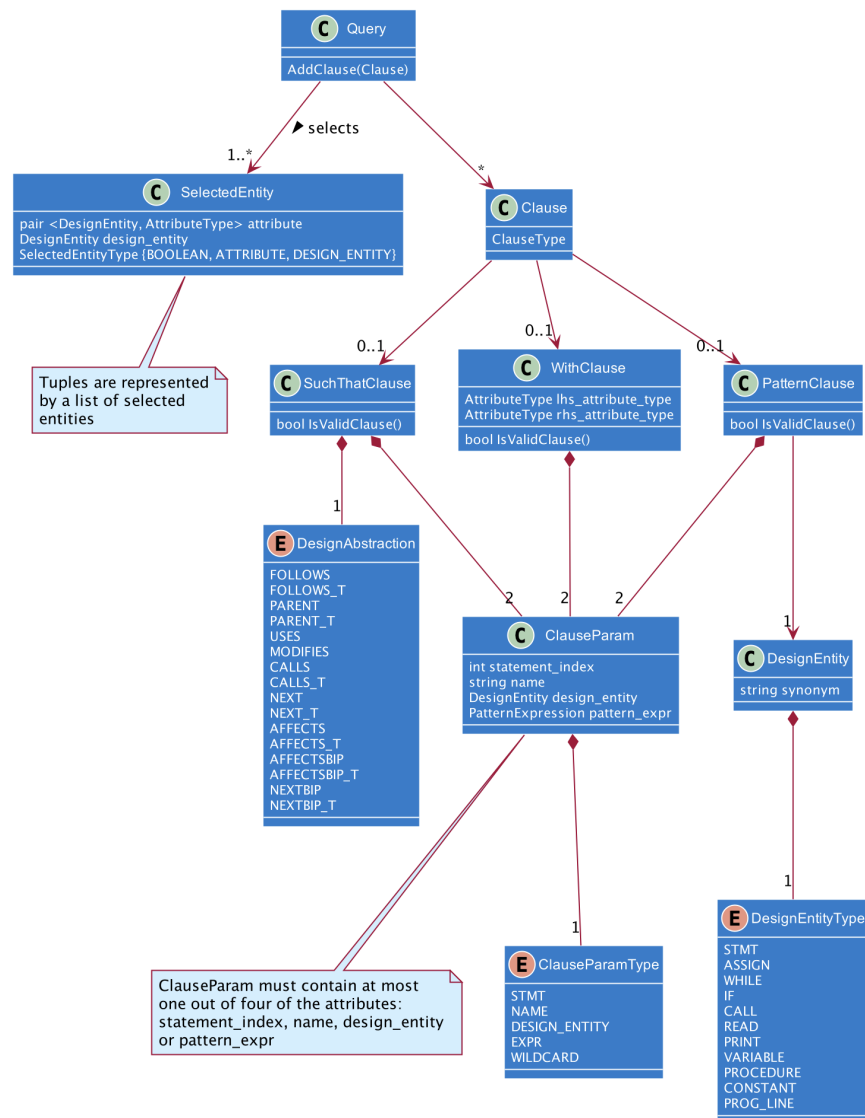 C Query
AddClause(Clause)
selects
1..*
*
C SelectedEntity
pair <DesignEntity, AttributeType> attribute
DesignEntity design_entity
SelectedEntityType {BOOLEAN, ATTRIBUTE, DESIGN_ENTITY}
C Clause
ClauseType
Tuples are represented
by a list of selected
entities
0..1
0..1
0..1
C SuchThatClause
bool IsValidClause()
C WithClause
AttributeType lhs_attribute_type
AttributeType rhs_attribute_type
bool IsValidClause()
C PatternClause
bool IsValidClause()
1
2
2
2
1
E DesignAbstraction
FOLLOWS
FOLLOWS_T
PARENT
PARENT_T
USES
MODIFIES
CALLS
CALLS_T
NEXT
NEXT_T
AFFECTS
AFFECTS_T
AFFECTSBIP
AFFECTSBIP_T
NEXTBIP
NEXTBIP_T
C ClauseParam
int statement_index
string name
DesignEntity design_entity
PatternExpression pattern_expr
C DesignEntity
string synonym
ClauseParam must contain at most
one out of four of the attributes:
statement_index, name, design_entity
or pattern_expr
1
E ClauseParamType
STMT
NAME
DESIGN_ENTITY
EXPR
WILDCARD
1
E DesignEntityType
STMT
ASSIGN
WHILE
IF
CALL
READ
PRINT
VARIABLE
PROCEDURE
CONSTANT
PROG_LINE